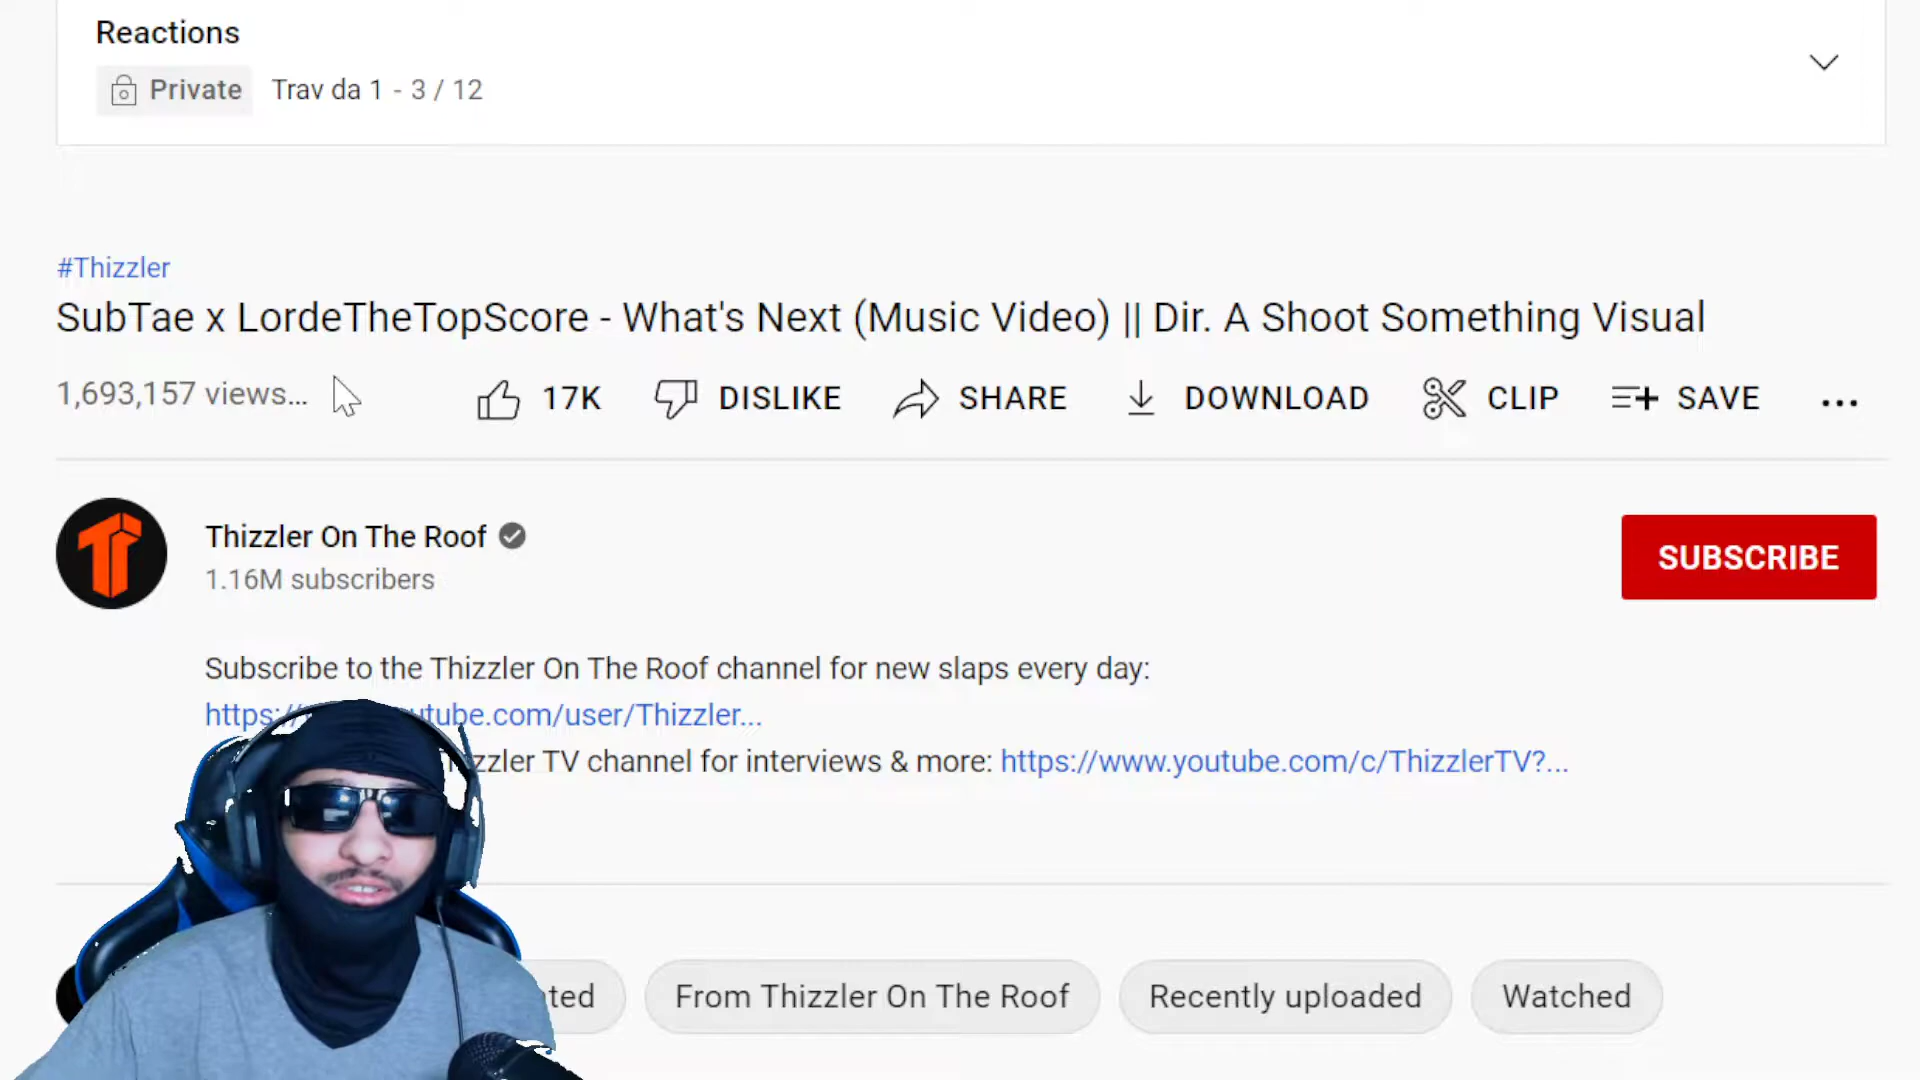 Reactions
Private Trav da 1 - 3 / 12
#Thizzler
SubTae x LordeTheTopScore - What's Next (Music Video) || Dir. A Shoot Something Visual
1,693,157 views... 17K DISLIKE SHARE DOWNLOAD CLIP SAVE ...
Thizzler On The Roof
1.16M subscribers
SUBSCRIBE
Subscribe to the Thizzler On The Roof channel for new slaps every day:
https:// utube.com/user/Thizzler...
zzler TV channel for interviews & more: https://www.youtube.com/c/ThizzlerTV?...
ted From Thizzler On The Roof Recently uploaded Watched